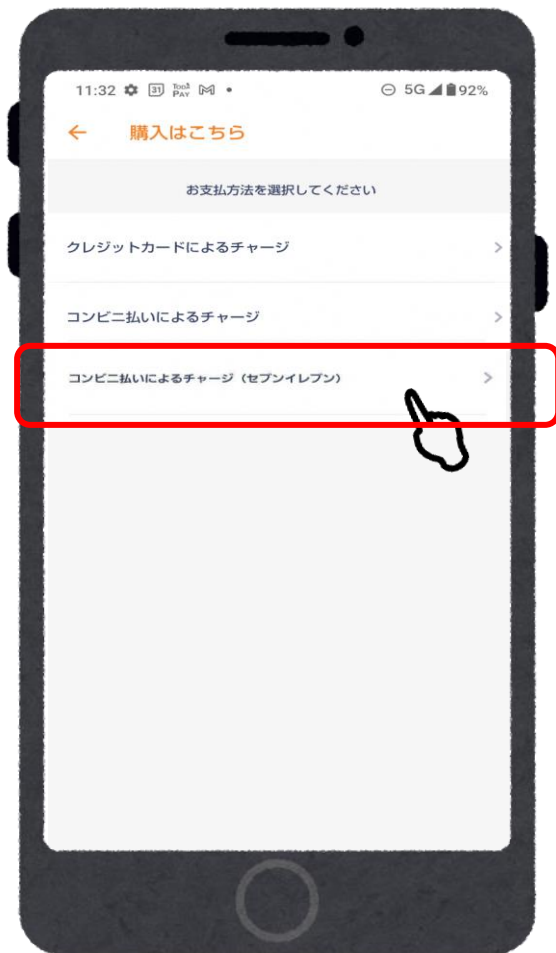 11:32 31 TooS PAY 5G 92%
← 購入はこちら
お支払方法を選択してください
クレジットカードによるチャージ
コンビニ払いによるチャージ
コンビニ払いによるチャージ（セブンイレブン）